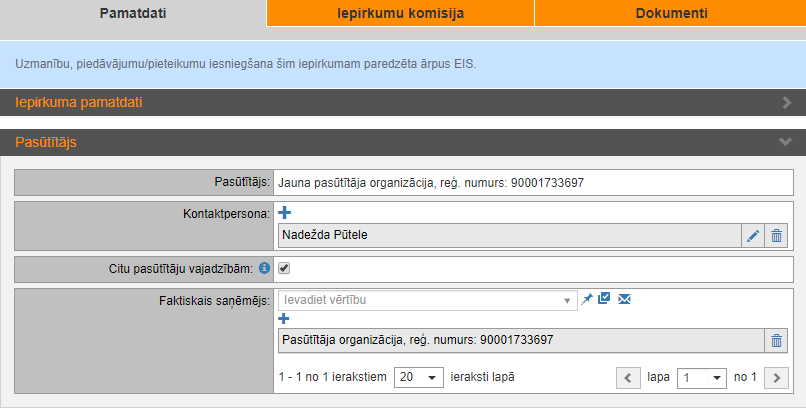 Pamatdati Iepirkumu komisija Dokumenti
Uzmanību, piedāvājumu/pieteikumu iesniegšana šim iepirkumam paredzēta ārpus EIS.
Iepirkuma pamatdati
Pasūtītājs
Pasūtītājs: Jauna pasūtītāja organizācija, reģ. numurs: 90001733697
Kontaktpersona:
Nadežda Pūtele
Citu pasūtītāju vajadzībām:
Faktiskais saņēmējs: Ievadiet vērtību
Pasūtītāja organizācija, reģ. numurs: 90001733697
1 - 1 no 1 ierakstiem 20 ieraksti lapā lapa 1 no 1